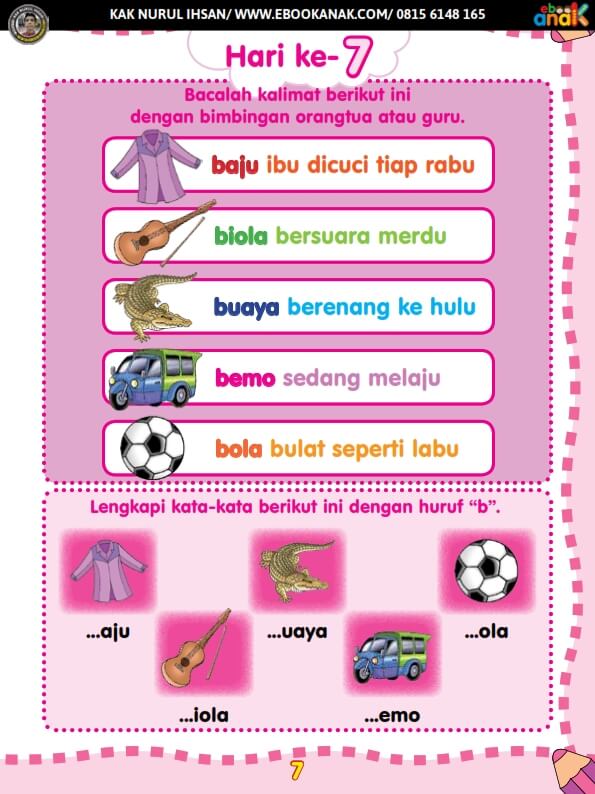 KAK NURUL IHSAN/ WWW.EBOOKANAK.COM/ 0815 6148 165
ebook
anak
Hari ke-7
Bacalah kalimat berikut ini
dengan bimbingan orangtua atau guru.
baju ibu dicuci tiap rabu
biola bersuara merdu
buaya berenang ke hulu
bemo sedang melaju
bola bulat seperti labu
Lengkapi kata-kata berikut ini dengan huruf “b”.
...aju
...uaya
...ola
...iola
...emo
7